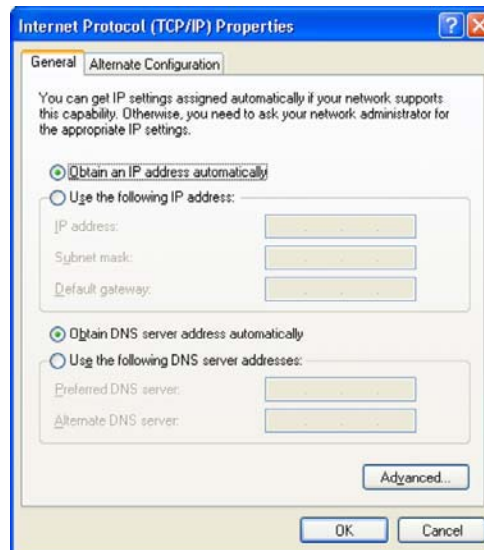 Internet Protocol (TCP/IP) Properties
General
Alternate Configuration
You can get IP settings assigned automatically if your network supports
this capability. Otherwise, you need to ask your network administrator for
the appropriate IP settings.
Obtain an IP address automatically
Use the following IP address:
IP address:
Subnet mask:
Default gateway:
Obtain DNS server address automatically
Use the following DNS server addresses:
Preferred DNS server:
Alternate DNS server:
Advanced...
OK
Cancel